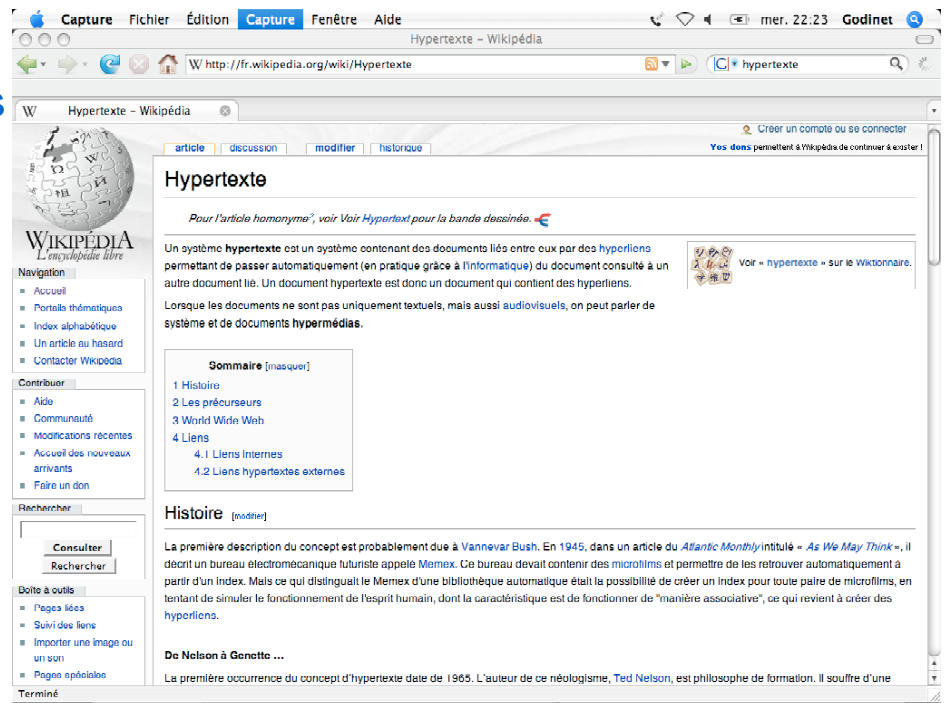 Capture Fichier Édition Capture Fenêtre Aide mer. 22:23 Godinet
Hypertexte – Wikipédia
W http://fr.wikipedia.org/wiki/Hypertexte
hypertexte
W Hypertexte – Wikipédia
Créer un compte ou se connecter
article discussion modifier historique
Vos dons permettent à Wikipédia de continuer à exister !
Hypertexte
Pour l'article homonyme, voir Voir Hypertext pour la bande dessinée.
WIKIPÉDIA
L'encyclopédie libre
Navigation
Accueil
Portails thématiques
Index alphabétique
Un article au hasard
Contacter Wikipédia
Contribuer
Aide
Communauté
Modifications récentes
Accueil des nouveaux
arrivants
Faire un don
Rechercher
Consulter
Rechercher
Boîte à outils
Pages liées
Suivi des liens
Importer une image ou
un son
Pages spéciales
Un système hypertexte est un système contenant des documents liés entre eux par des hyperliens
permettant de passer automatiquement (en pratique grâce à l'informatique) du document consulté à un
autre document lié. Un document hypertexte est donc un document qui contient des hyperliens.
Voir « hypertexte » sur le Wiktionnaire.
Lorsque les documents ne sont pas uniquement textuels, mais aussi audiovisuels, on peut parler de
système et de documents hypermédias.
Sommaire [masquer]
1 Histoire
2 Les précurseurs
3 World Wide Web
4 Liens
4.1 Liens internes
4.2 Liens hypertextes externes
Histoire [modifier]
La première description du concept est probablement due à Vannevar Bush. En 1945, dans un article du Atlantic Monthly intitulé « As We May Think », il
décrit un bureau électromécanique futuriste appelé Memex. Ce bureau devait contenir des microfilms et permettre de les retrouver automatiquement à
partir d'un index. Mais ce qui distinguait le Memex d'une bibliothèque automatique était la possibilité de créer un index pour toute paire de microfilms, en
tentant de simuler le fonctionnement de l'esprit humain, dont la caractéristique est de fonctionner de "manière associative", ce qui revient à créer des
hyperliens.
De Nelson à Genette ...
La première occurrence du concept d'hypertexte date de 1965. L'auteur de ce néologisme, Ted Nelson, est philosophe de formation. Il souffre d'une
Terminé